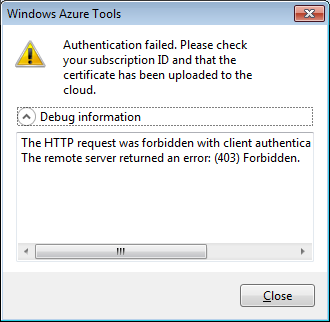 Windows Azure Tools
Authentication failed. Please check
your subscription ID and that the
certificate has been uploaded to the
cloud.
Debug information
The HTTP request was forbidden with client authentica
The remote server returned an error: (403) Forbidden.
Close